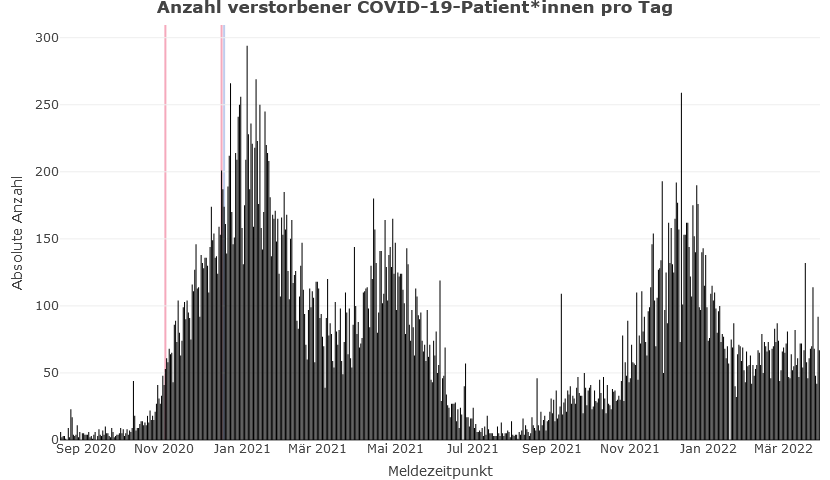 Anzahl verstorbener COVID-19-Patient*innen pro Tag
300
250
200
150
100
50
0
Absolute Anzahl
Sep 2020 Nov 2020 Jan 2021 Mär 2021 Mai 2021 Jul 2021 Sep 2021 Nov 2021 Jan 2022 Mär 2022
Meldezeitpunkt